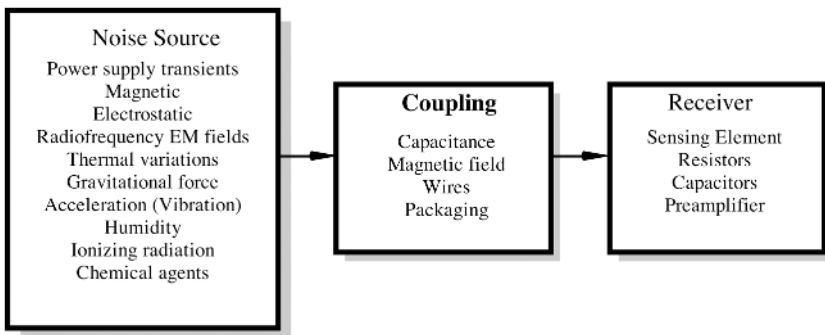 Noise Source
Power supply transients
Magnetic
Electrostatic
Radiofrequency EM fields
Thermal variations
Gravitational force
Acceleration (Vibration)
Humidity
Ionizing radiation
Chemical agents
Coupling
Capacitance
Magnetic field
Wires
Packaging
Receiver
Sensing Element
Resistors
Capacitors
Preamplifier